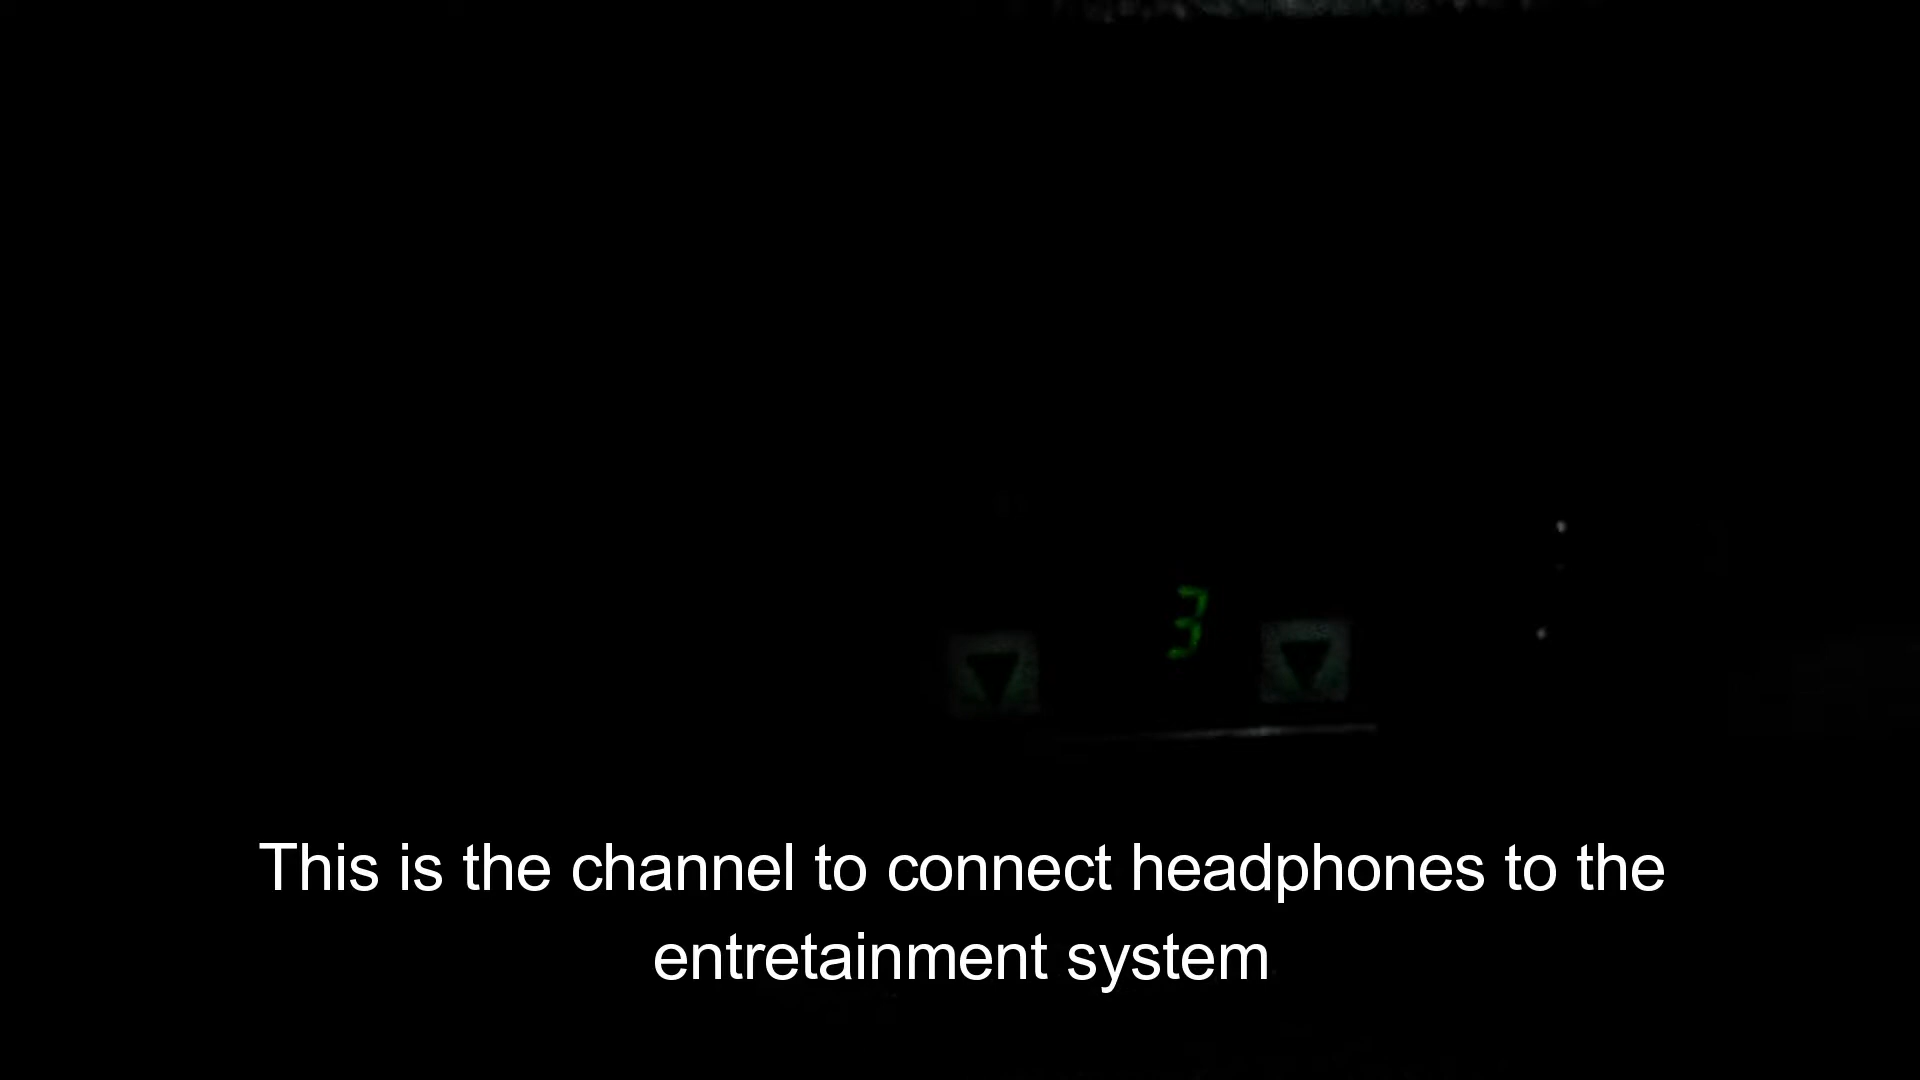 3
This is the channel to connect headphones to the
entretainment system